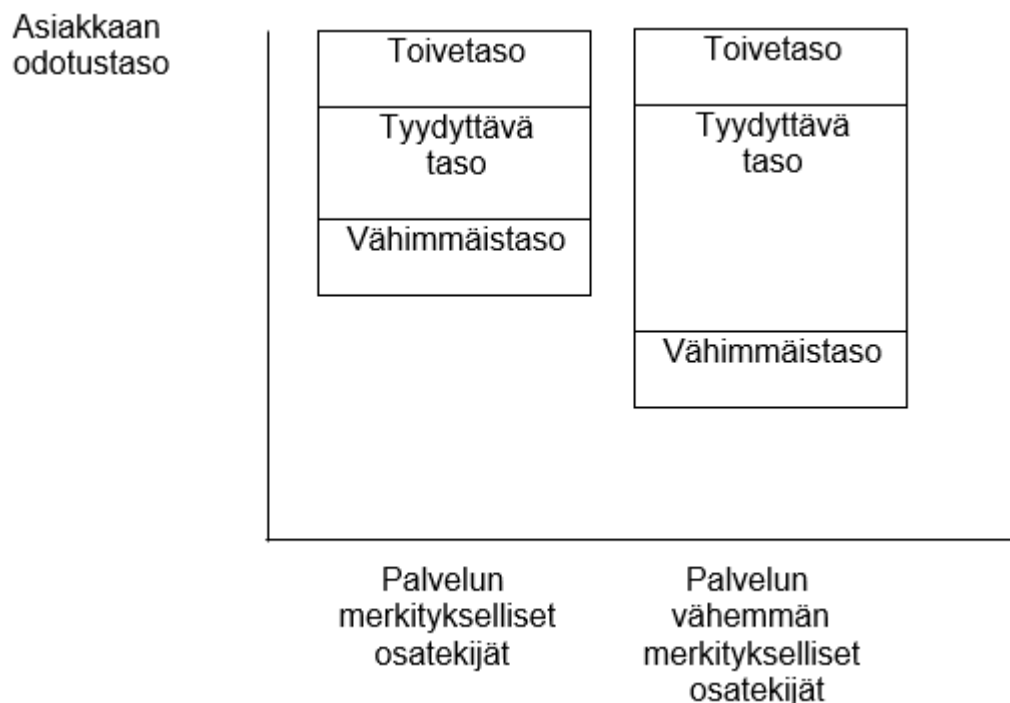 Asiakkaan
odotustaso
Toivetaso
Tyydyttävä
taso
Vähimmäistaso
Toivetaso
Tyydyttävä
taso
Vähimmäistaso
Palvelun
merkitykselliset
osatekijät
Palvelun
vähemmän
merkitykselliset
osatekijät